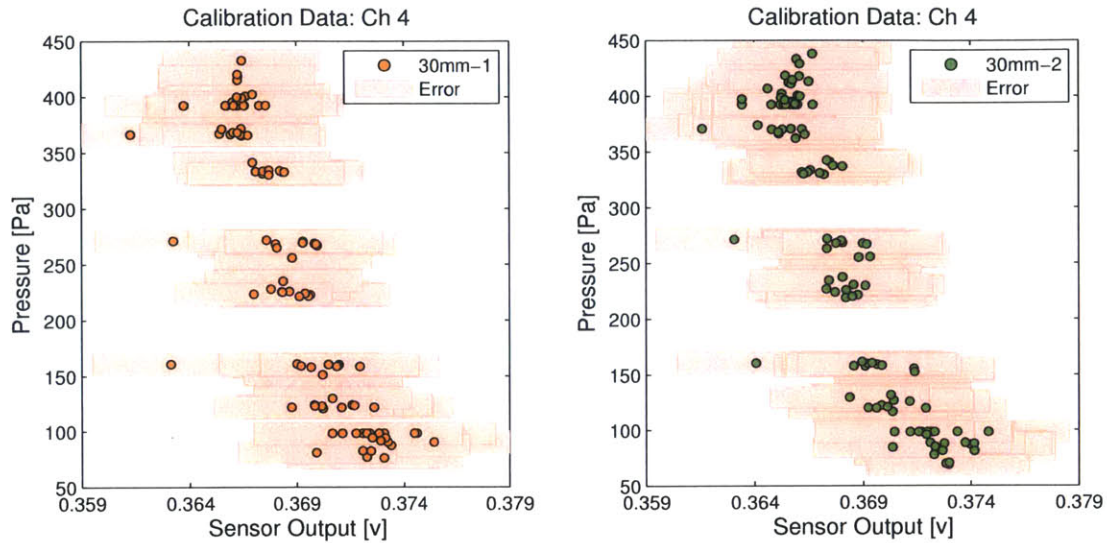 Calibration Data: Ch 4
450
400
350
300
250
200
150
100
50
Pressure [Pa]
30mm-1
Error
0.359
0.364
0.369
0.374
0.379
Sensor Output [v]
Calibration Data: Ch 4
450
400
350
300
250
200
150
100
50
Pressure [Pa]
30mm-2
Error
0.359
0.364
0.369
0.374
0.379
Sensor Output [v]